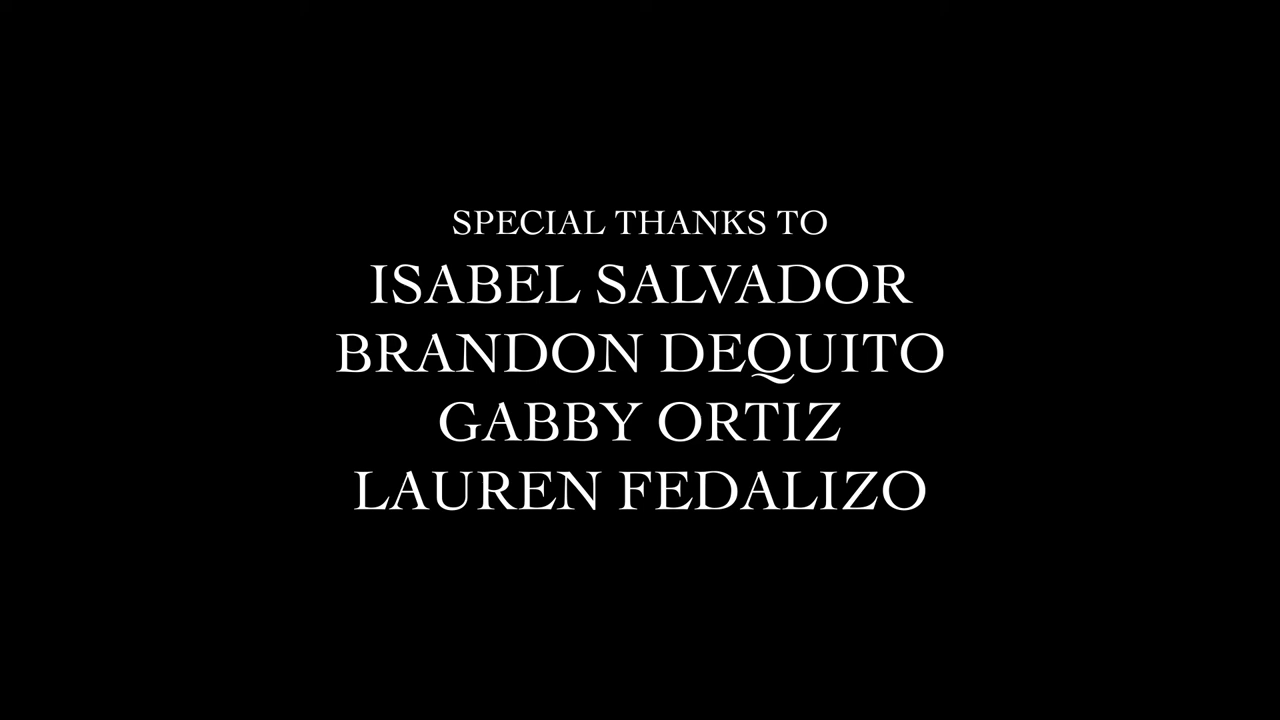 SPECIAL THANKS TO
ISABEL SALVADOR
BRANDON DEQUITO
GABBY ORTIZ
LAUREN FEDALIZO